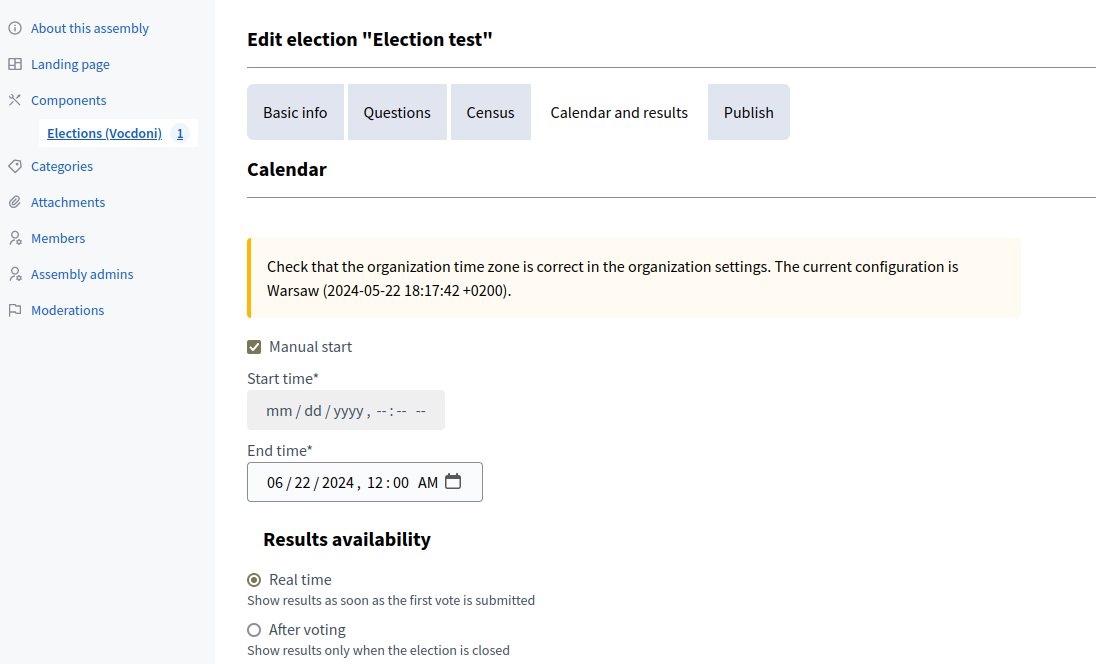 About this assembly
Landing page
Components
Elections (Vocdoni) 1
Categories
Attachments
Members
Assembly admins
Moderations
Edit election "Election test"
Basic info
Questions
Census
Calendar and results
Publish
Calendar
Check that the organization time zone is correct in the organization settings. The current configuration is
Warsaw (2024-05-22 18:17:42 +0200).
Manual start
Start time*
mm / dd / yyyy , -- : -- --
End time*
06 / 22 / 2024 , 12 : 00 AM
Results availability
Real time
Show results as soon as the first vote is submitted
After voting
Show results only when the election is closed